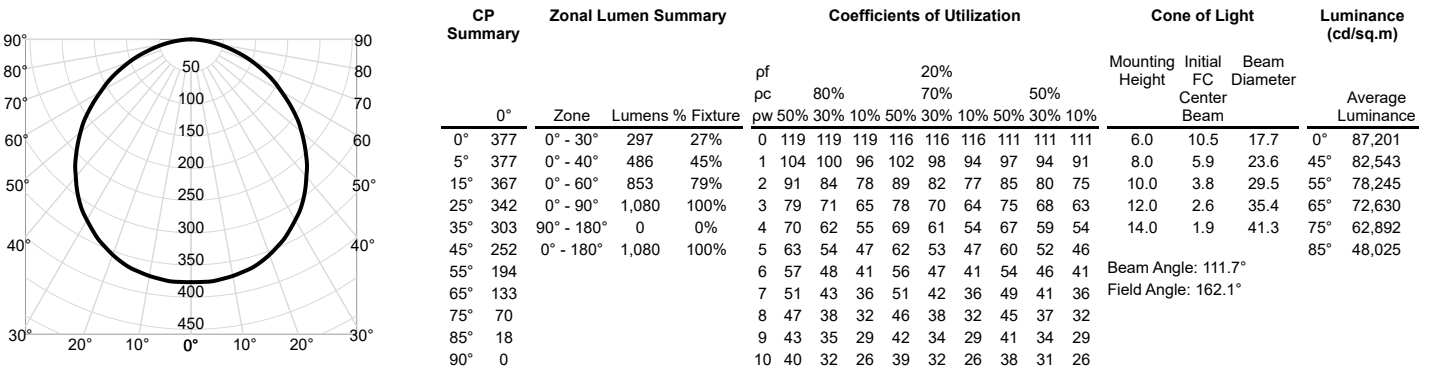 90° 90
80° 80
70° 70
60° 60
50° 50°
40° 40°
30° 30°
20° 10° 0° 10° 20°
50
100
150
200
250
300
350
400
450
CP Summary
0°
0° 377
5° 377
15° 367
25° 342
35° 303
45° 252
55° 194
65° 133
75° 70
85° 18
90° 0
Zonal Lumen Summary
Zone Lumens % Fixture
0° - 30° 297 27%
0° - 40° 486 45%
0° - 60° 853 79%
0° - 90° 1,080 100%
90° - 180° 0 0%
0° - 180° 1,080 100%
Coefficients of Utilization
ρf 20%
ρc 80% 70% 50%
ρw 50% 30% 10% 50% 30% 10% 50% 30% 10%
0 119 119 119 116 116 116 111 111 111
1 104 100 96 102 98 94 97 94 91
2 91 84 78 89 82 77 85 80 75
3 79 71 65 78 70 64 75 68 63
4 70 62 55 69 61 54 67 59 54
5 63 54 47 62 53 47 60 52 46
6 57 48 41 56 47 41 54 46 41
7 51 43 36 51 42 36 49 41 36
8 47 38 32 46 38 32 45 37 32
9 43 35 29 42 34 29 41 34 29
10 40 32 26 39 32 26 38 31 26
Cone of Light
Mounting Height Initial FC Center Beam Beam Diameter
6.0 10.5 17.7
8.0 5.9 23.6
10.0 3.8 29.5
12.0 2.6 35.4
14.0 1.9 41.3
Beam Angle: 111.7°
Field Angle: 162.1°
Luminance
(cd/sq.m)
Average
Luminance
0° 87,201
45° 82,543
55° 78,245
65° 72,630
75° 62,892
85° 48,025